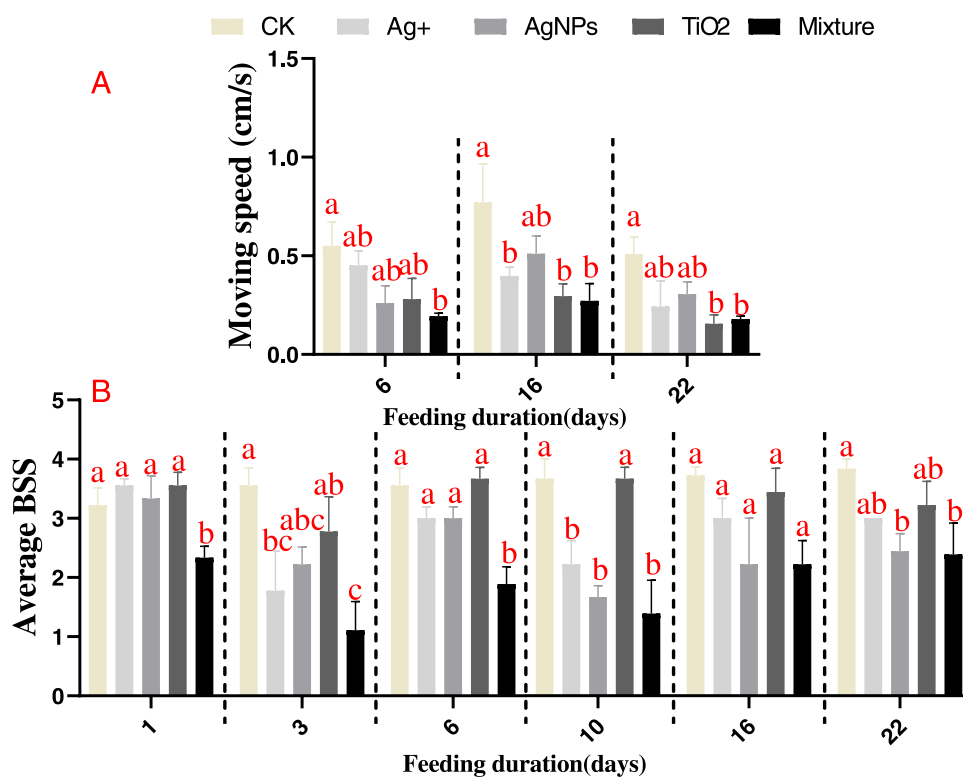 CK Ag+ AgNPs TiO2 Mixture
A
Moving speed (cm/s)
1.5
1.0
0.5
0.0
a ab ab ab b
a b ab b b
a ab ab b b
6 16 22
Feeding duration(days)
B
Average BSS
5
4
3
2
1
0
a a a a b
a bc abc ab c
a a a a b
a b b a b
a a a a a
a ab b ab b
1 3 6 10 16 22
Feeding duration(days)